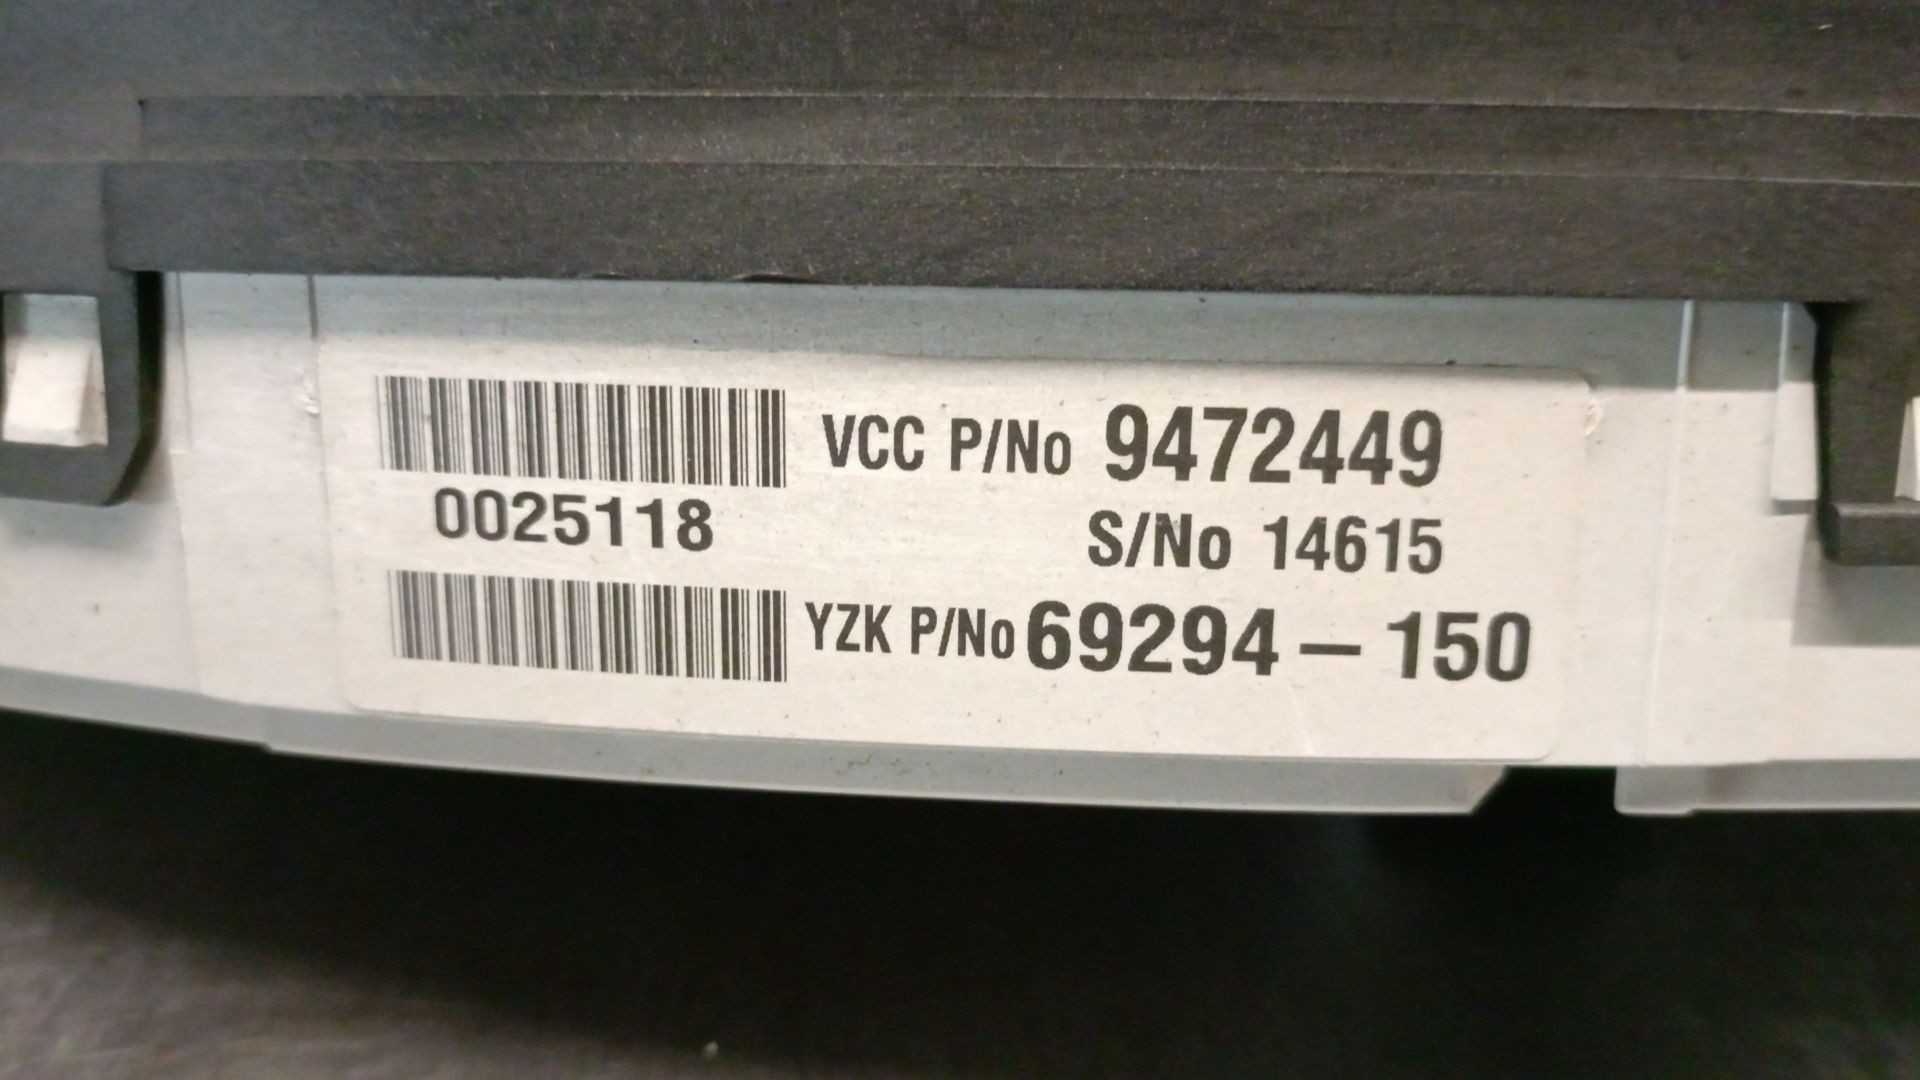 VCC P/No 9472449
0025118
S/No 14615
YZK P/No 69294-150